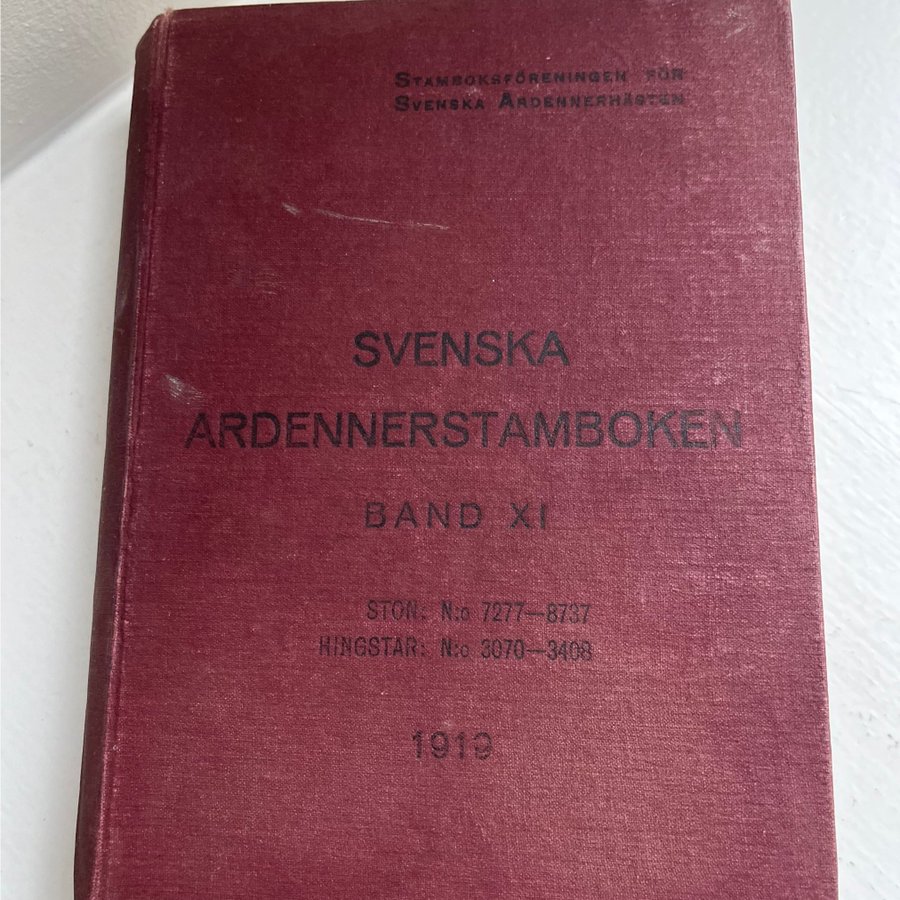 STAMBOKSFÖRENINGEN FÖR
SVENSKA ARDENNERHÄSTEN
SVENSKA
ARDENNERSTAMBOKEN
BAND XI
STON: N:o 7277—8737
HINGSTAR: N:o 3070—3408
1919